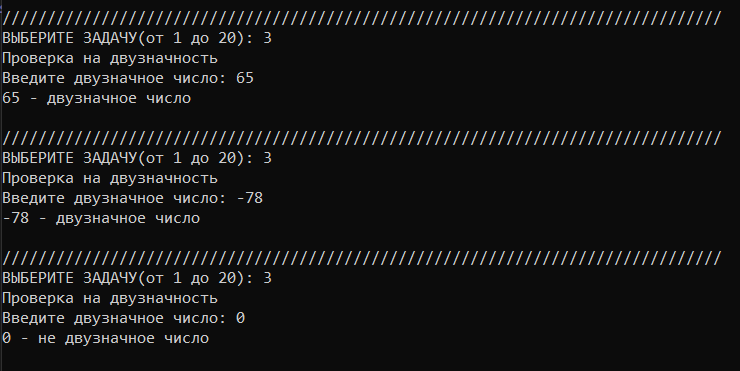 ////////////////////////////////////////////////////////////////////////////////
ВЫБЕРИТЕ ЗАДАЧУ(от 1 до 20): 3
Проверка на двузначность
Введите двузначное число: 65
65 - двузначное число
////////////////////////////////////////////////////////////////////////////////
ВЫБЕРИТЕ ЗАДАЧУ(от 1 до 20): 3
Проверка на двузначность
Введите двузначное число: -78
-78 - двузначное число
////////////////////////////////////////////////////////////////////////////////
ВЫБЕРИТЕ ЗАДАЧУ(от 1 до 20): 3
Проверка на двузначность
Введите двузначное число: 0
0 - не двузначное число